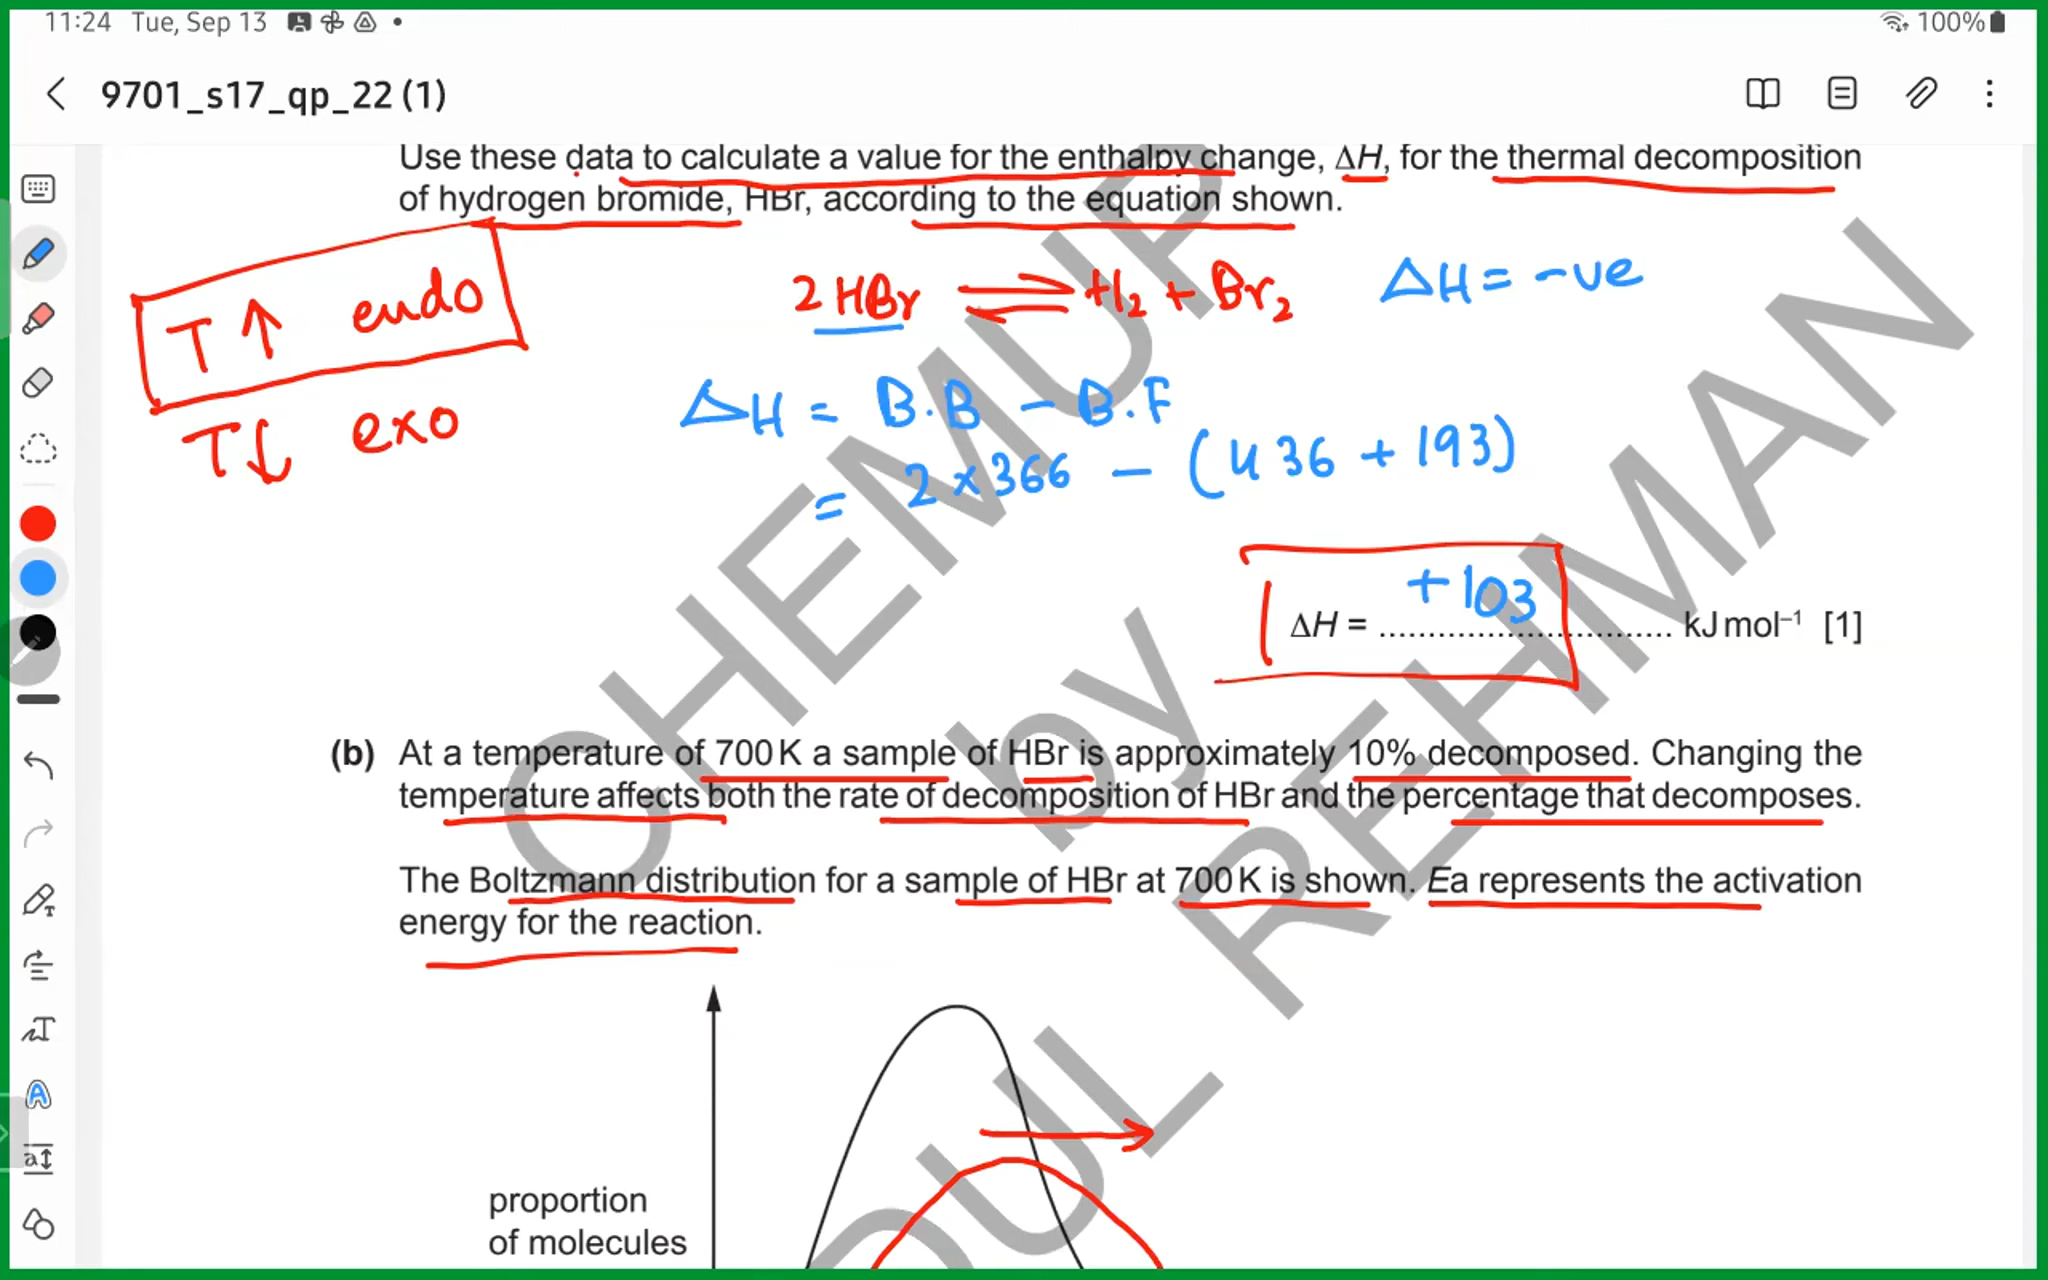 11:24 Tue, Sep 13 100%
9701_s17_qp_22 (1)
Use these data to calculate a value for the enthalpy change, ΔH, for the thermal decomposition
of hydrogen bromide, HBr, according to the equation shown.
T ↑ endo
2 HBr ⇌ H₂ + Br₂ ΔH = -ve
T↓ exo
ΔH = B.B - B.F
= 2×366 - (436 + 193)
+103
ΔH = .............................. kJ mol⁻¹ [1]
(b) At a temperature of 700 K a sample of HBr is approximately 10% decomposed. Changing the
temperature affects both the rate of decomposition of HBr and the percentage that decomposes.
The Boltzmann distribution for a sample of HBr at 700 K is shown. Ea represents the activation
energy for the reaction.
proportion
of molecules
CHEMUP
by
DUL REHMAN